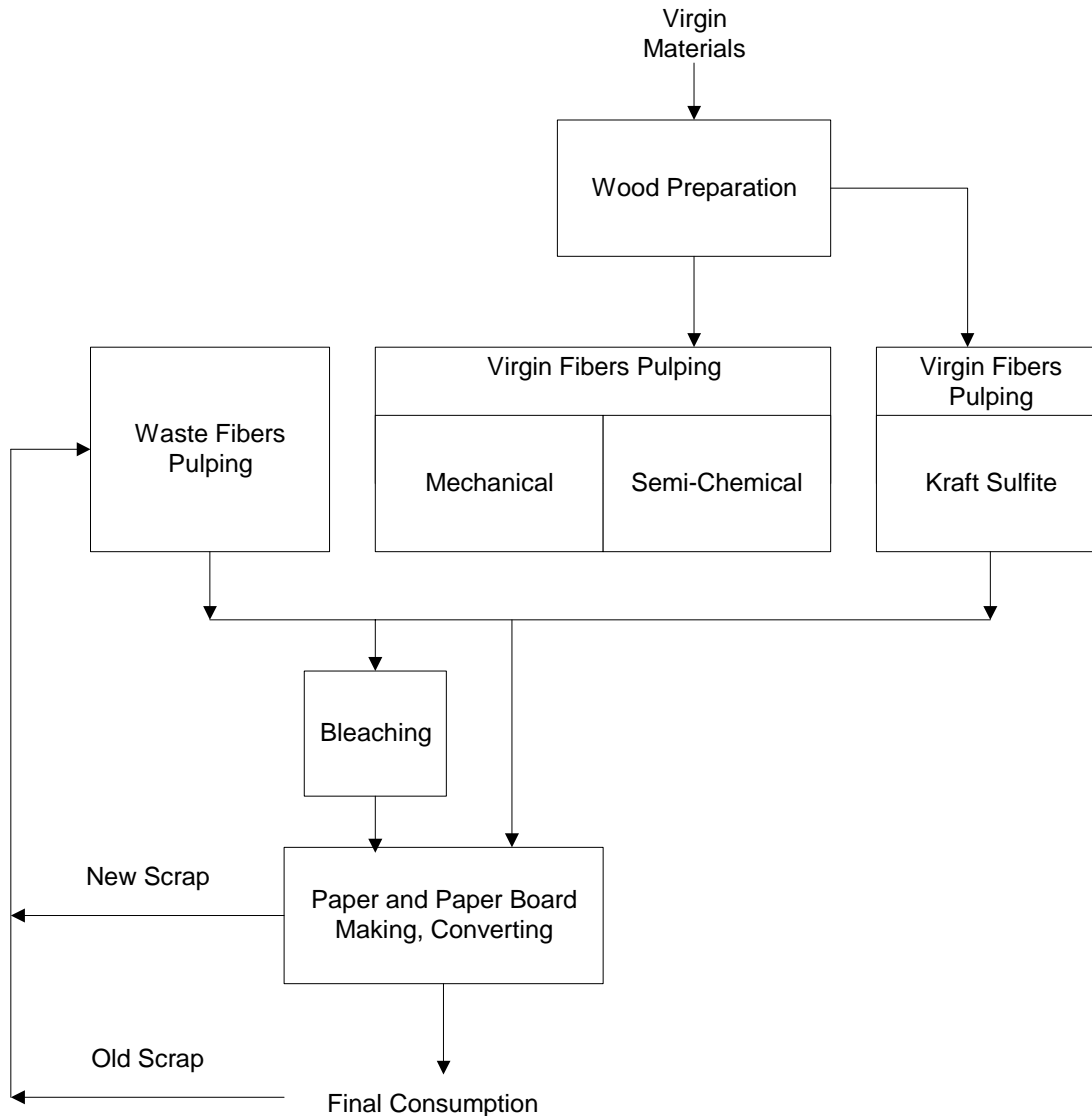 Virgin
Materials
Wood Preparation
Virgin Fibers Pulping
Virgin Fibers
Pulping
Waste Fibers
Pulping
Mechanical
Semi-Chemical
Kraft Sulfite
Bleaching
New Scrap
Paper and Paper Board
Making, Converting
Old Scrap
Final Consumption